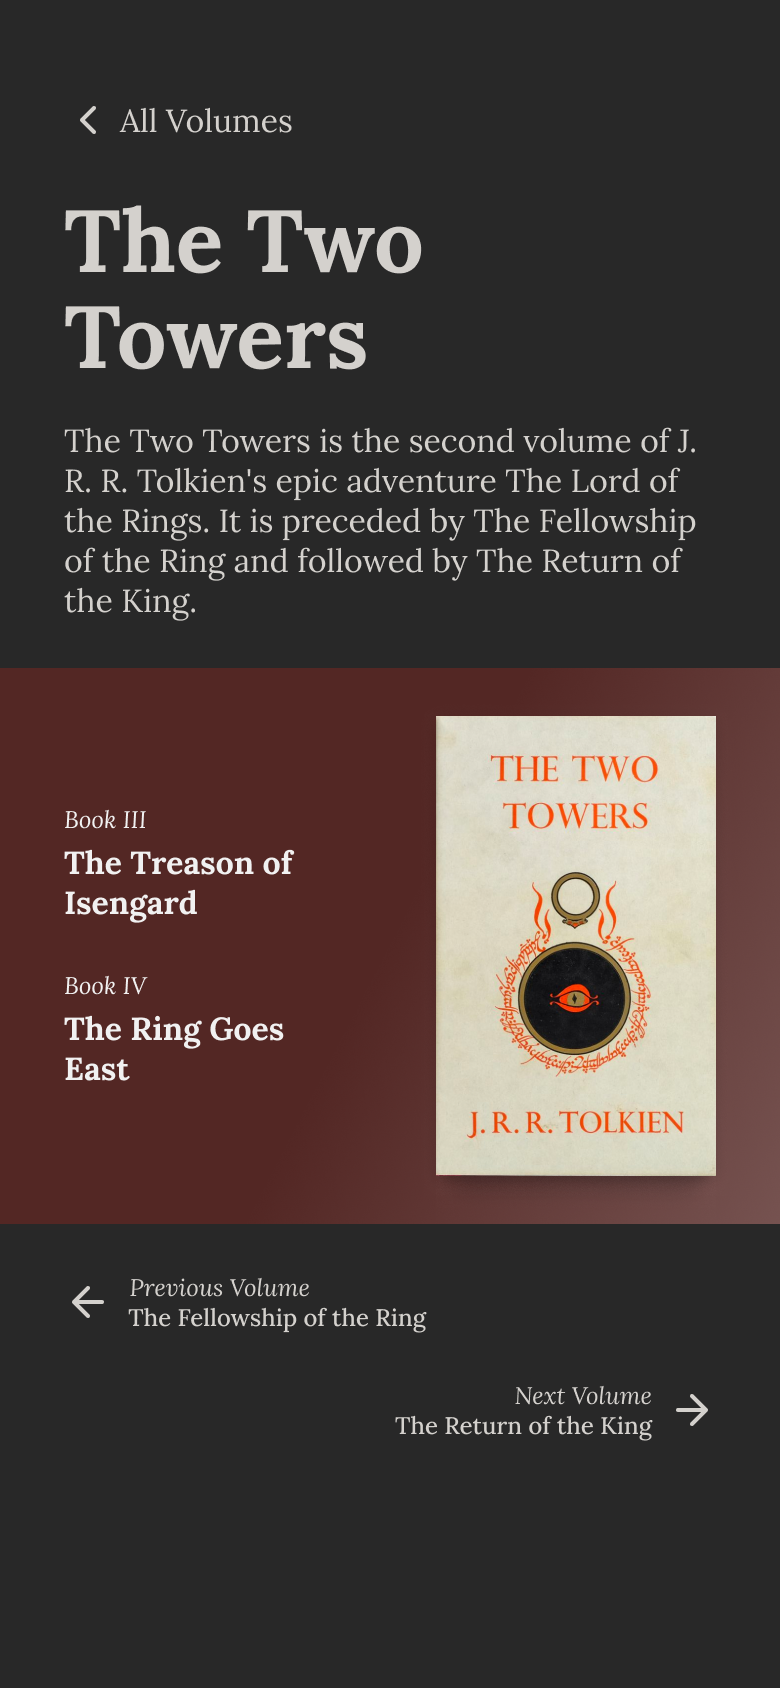 All Volumes
The Two
Towers
The Two Towers is the second volume of J.
R. R. Tolkien's epic adventure The Lord of
the Rings. It is preceded by The Fellowship
of the Ring and followed by The Return of
the King.
Book III
The Treason of
Isengard
Book IV
The Ring Goes
East
THE TWO
TOWERS
J. R. R. TOLKIEN
Previous Volume
The Fellowship of the Ring
Next Volume
The Return of the King